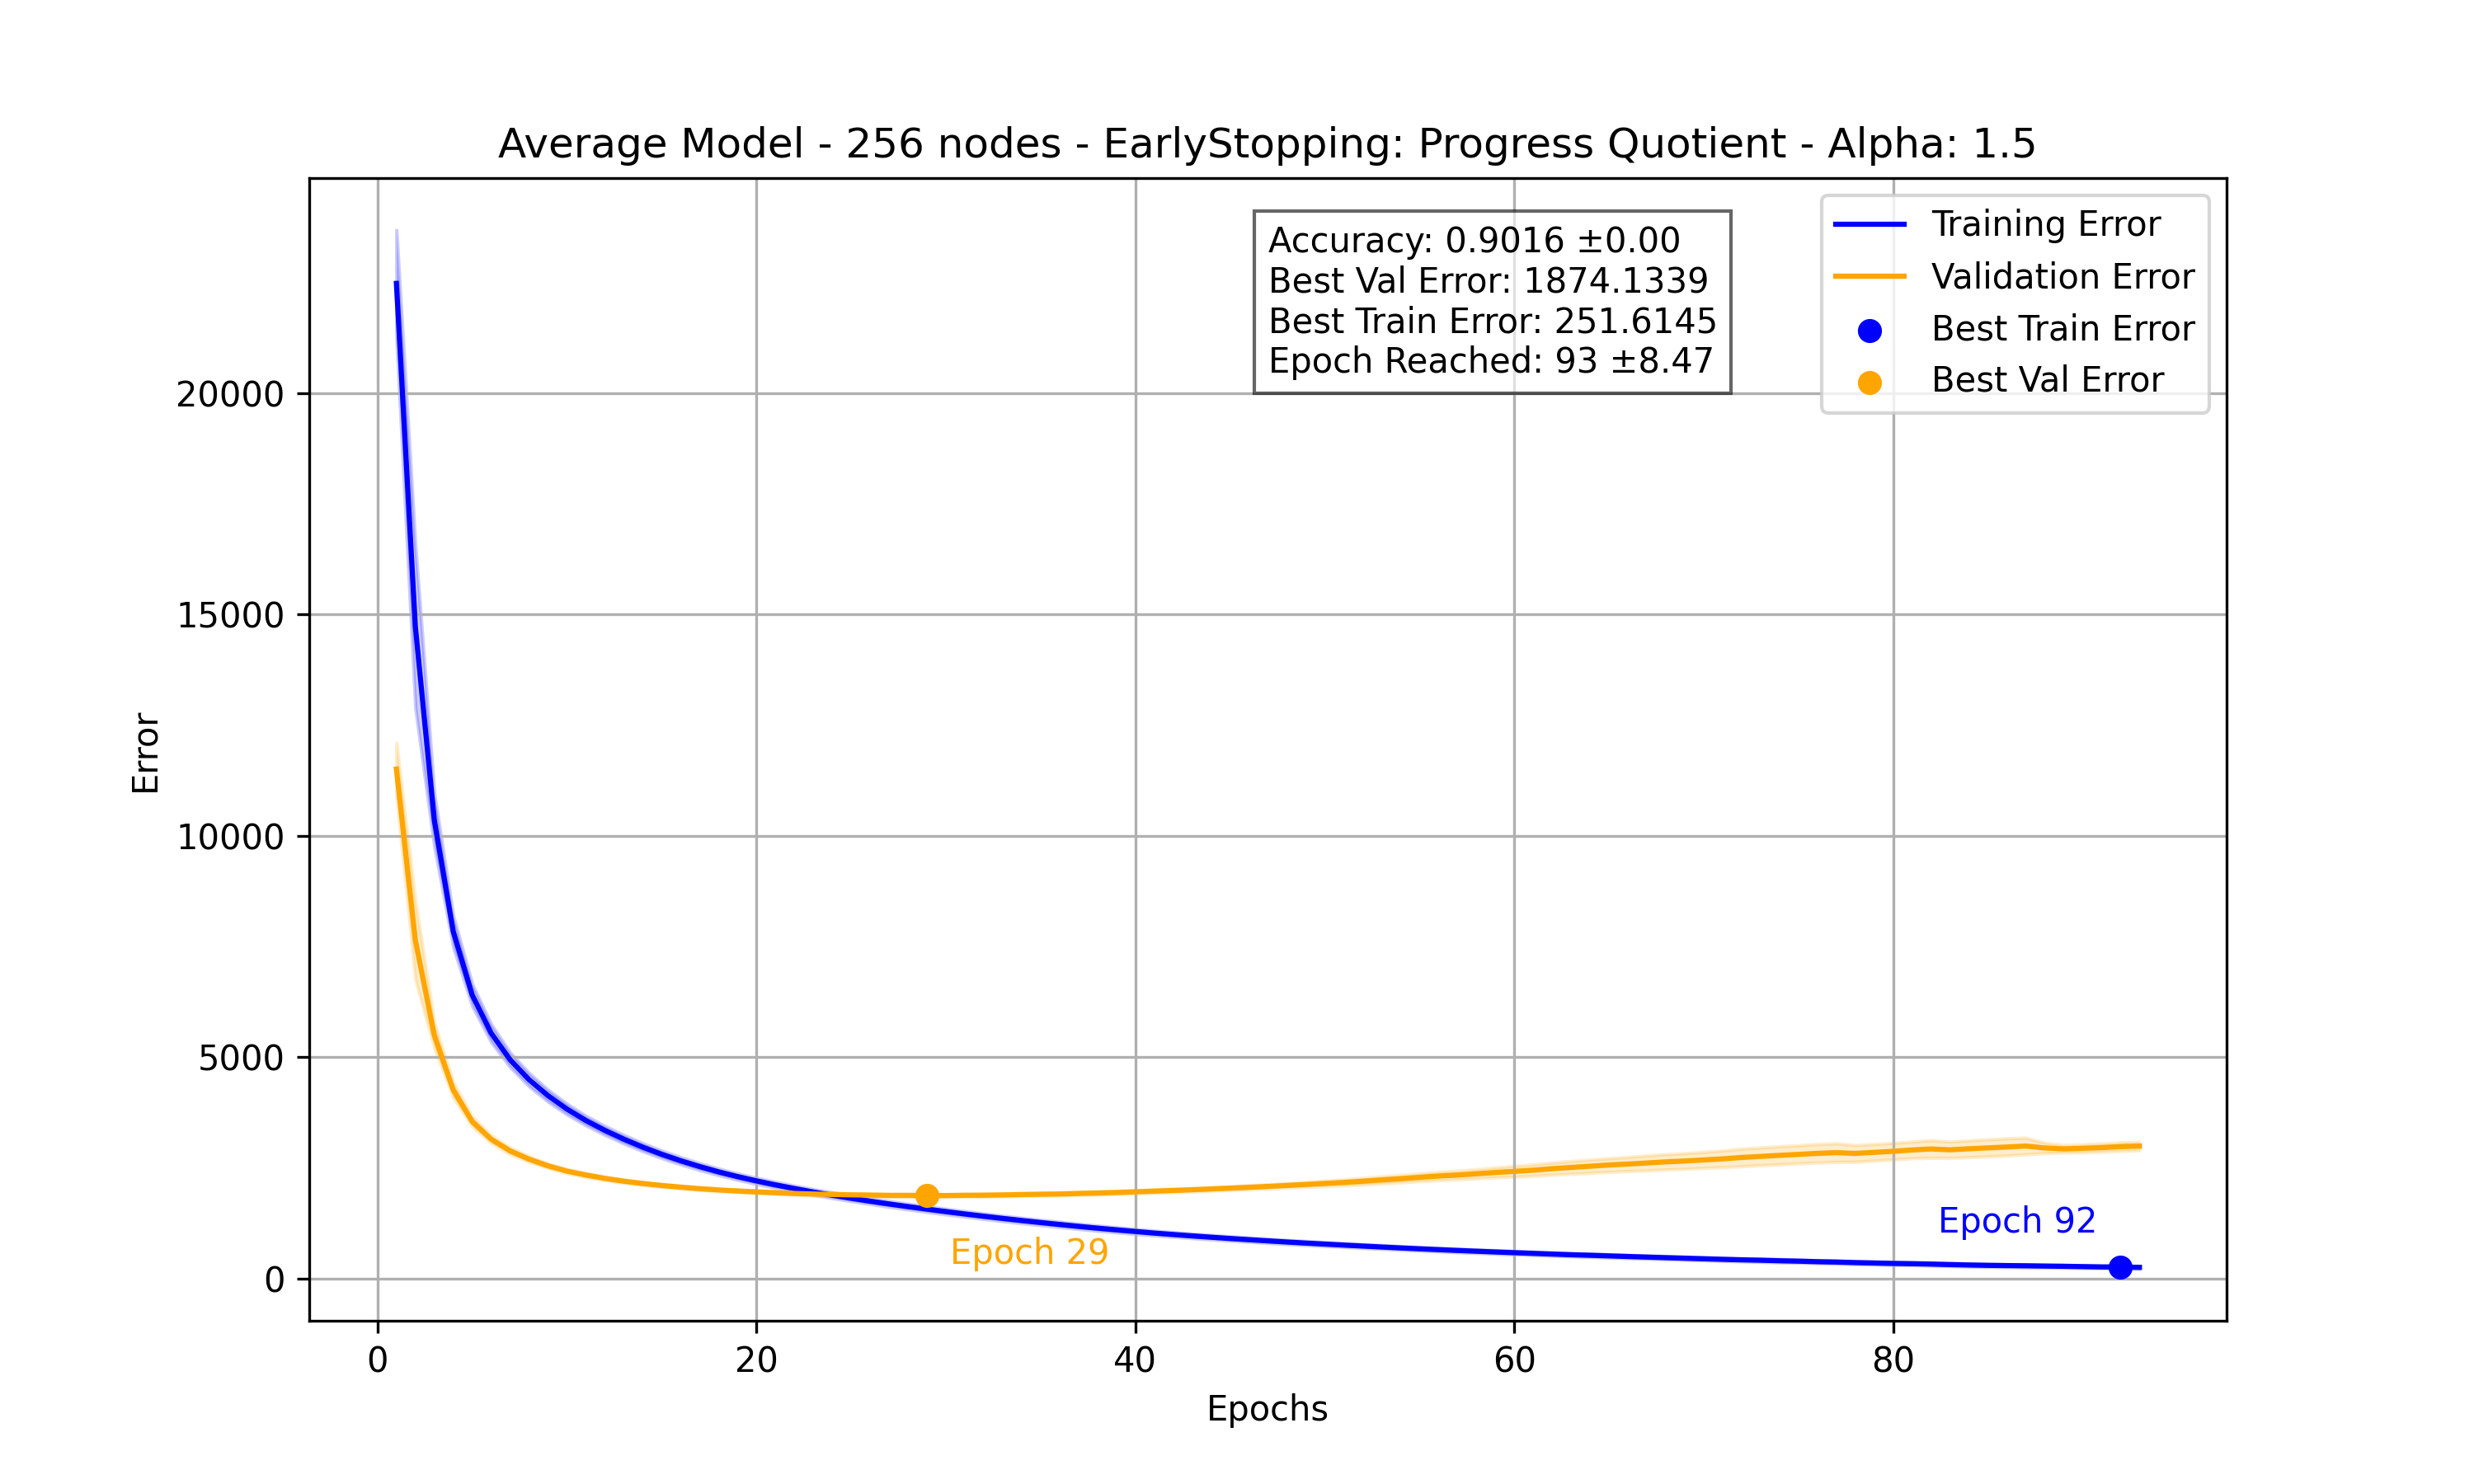 Average Model - 256 nodes - EarlyStopping: Progress Quotient - Alpha: 1.5
Accuracy: 0.9016 ±0.00
Best Val Error: 1874.1339
Best Train Error: 251.6145
Epoch Reached: 93 ±8.47
Training Error
Validation Error
Best Train Error
Best Val Error
20000
15000
10000
5000
0
Error
Epoch 29
Epoch 92
0
20
40
60
80
Epochs